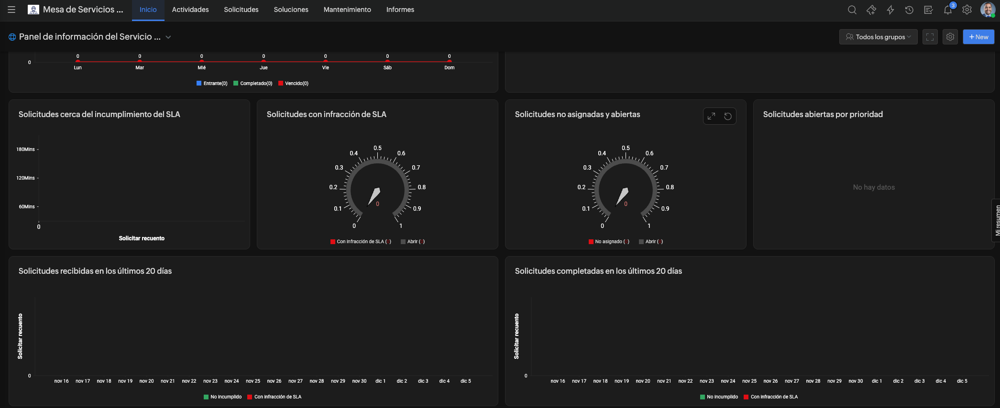 Mesa de Servicios ...
Inicio
Actividades
Solicitudes
Soluciones
Mantenimiento
Informes
3
Panel de información del Servicio ...
Todos los grupos
+ New
0
0 0 0 0 0 0 0
Lun Mar Mié Jue Vie Sáb Dom
Entrante(0) Completado(0) Vencido(0)
Solicitudes cerca del incumplimiento del SLA
180Mins
120Mins
60Mins
0
Solicitar recuento
Solicitudes con infracción de SLA
0 0.1 0.2 0.3 0.4 0.5 0.6 0.7 0.8 0.9 1
0
Con infracción de SLA (0) Abrir (0)
Solicitudes no asignadas y abiertas
0 0.1 0.2 0.3 0.4 0.5 0.6 0.7 0.8 0.9 1
0
No asignado (0) Abrir (0)
Solicitudes abiertas por prioridad
No hay datos
Mi resumen
Solicitudes recibidas en los últimos 20 días
Solicitar recuento
0
nov 16 nov 17 nov 18 nov 19 nov 20 nov 21 nov 22 nov 23 nov 24 nov 25 nov 26 nov 27 nov 28 nov 29 nov 30 dic 1 dic 2 dic 3 dic 4 dic 5
No incumplido Con infracción de SLA
Solicitudes completadas en los últimos 20 días
Solicitar recuento
0
nov 16 nov 17 nov 18 nov 19 nov 20 nov 21 nov 22 nov 23 nov 24 nov 25 nov 26 nov 27 nov 28 nov 29 nov 30 dic 1 dic 2 dic 3 dic 4 dic 5
No incumplido Con infracción de SLA